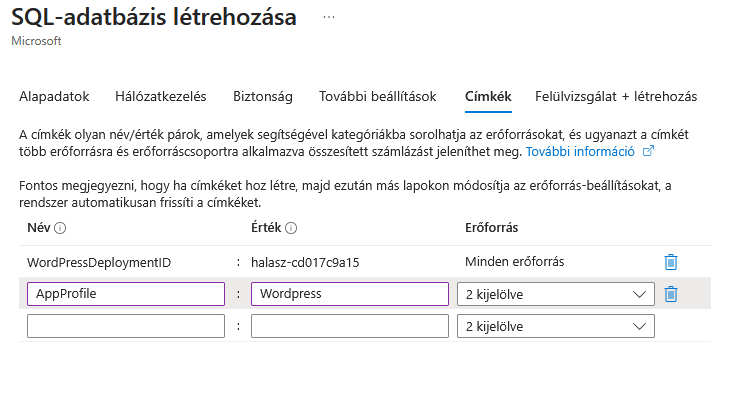 SQL-adatbázis létrehozása ...
Microsoft
Alapadatok Hálózatkezelés Biztonság További beállítások Címkék Felülvizsgálat + létrehozás
A címkék olyan név/érték párok, amelyek segítségével kategóriákba sorolhatja az erőforrásokat, és ugyanazt a címkét
több erőforrásra és erőforráscsoportra alkalmazva összesített számlázást jeleníthet meg. További információ
Fontos megjegyezni, hogy ha címkéket hoz létre, majd ezután más lapokon módosítja az erőforrás-beállításokat, a
rendszer automatikusan frissíti a címkéket.
Név Érték Erőforrás
WordPressDeploymentID : halasz-cd017c9a15 Minden erőforrás
AppProfile : Wordpress 2 kijelölve
: 2 kijelölve